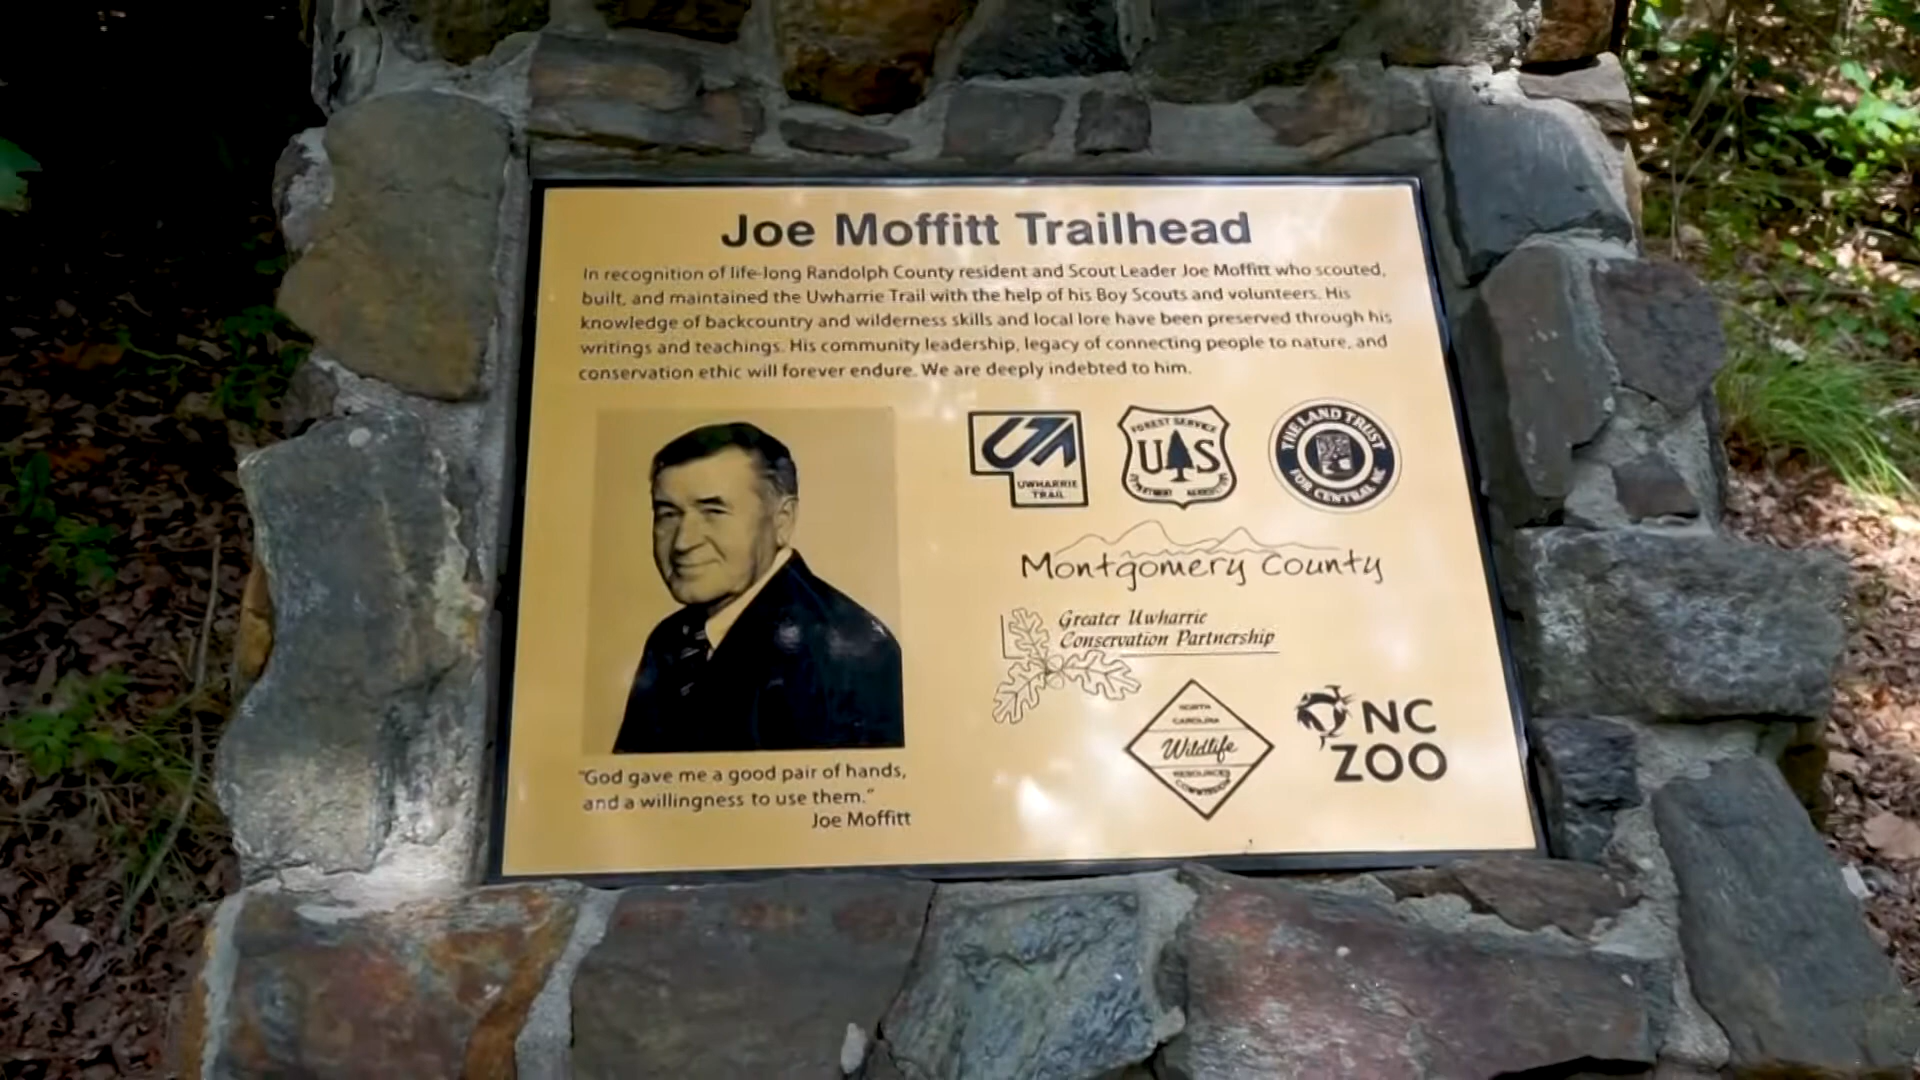 Joe Moffitt Trailhead
In recognition of life-long Randolph County resident and Scout Leader Joe Moffitt who scouted,
built, and maintained the Uwharrie Trail with the help of his Boy Scouts and volunteers. His
knowledge of backcountry and wilderness skills and local lore have been preserved through his
writings and teachings. His community leadership, legacy of connecting people to nature, and
conservation ethic will forever endure. We are deeply indebted to him.
UT
UWHARRIE
TRAIL
FOREST SERVICE
U S
DEPARTMENT AGRICULTURE
THE LAND TRUST
FOR CENTRAL NC
Montgomery County
Greater Uwharrie
Conservation Partnership
NORTH
CAROLINA
Wildlife
RESOURCES
COMMISSION
NC
ZOO
"God gave me a good pair of hands,
and a willingness to use them."
Joe Moffitt